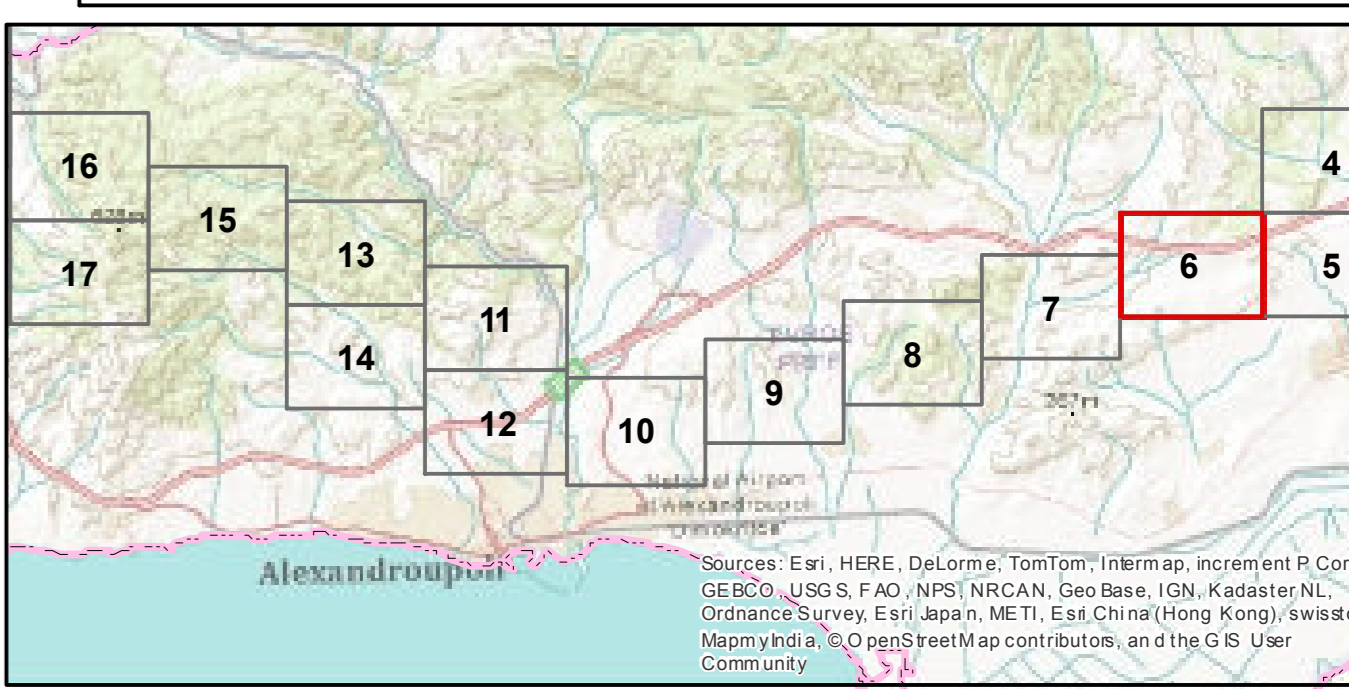 16
4
15
6
13
17
5
7
11
14
8
9
12
10
National Airport
Alexandroupoli
Sources: Esri, HERE, DeLorme, TomTom, Intermap, increment P Cor
GEBCO, USGS, FAO, NPS, NRCAN, GeoBase, IGN, Kadaster NL,
Ordnance Survey, Esri Japan, METI, Esri China (Hong Kong), swissto
MapmyIndia, © OpenStreetMap contributors, and the GIS User
Community